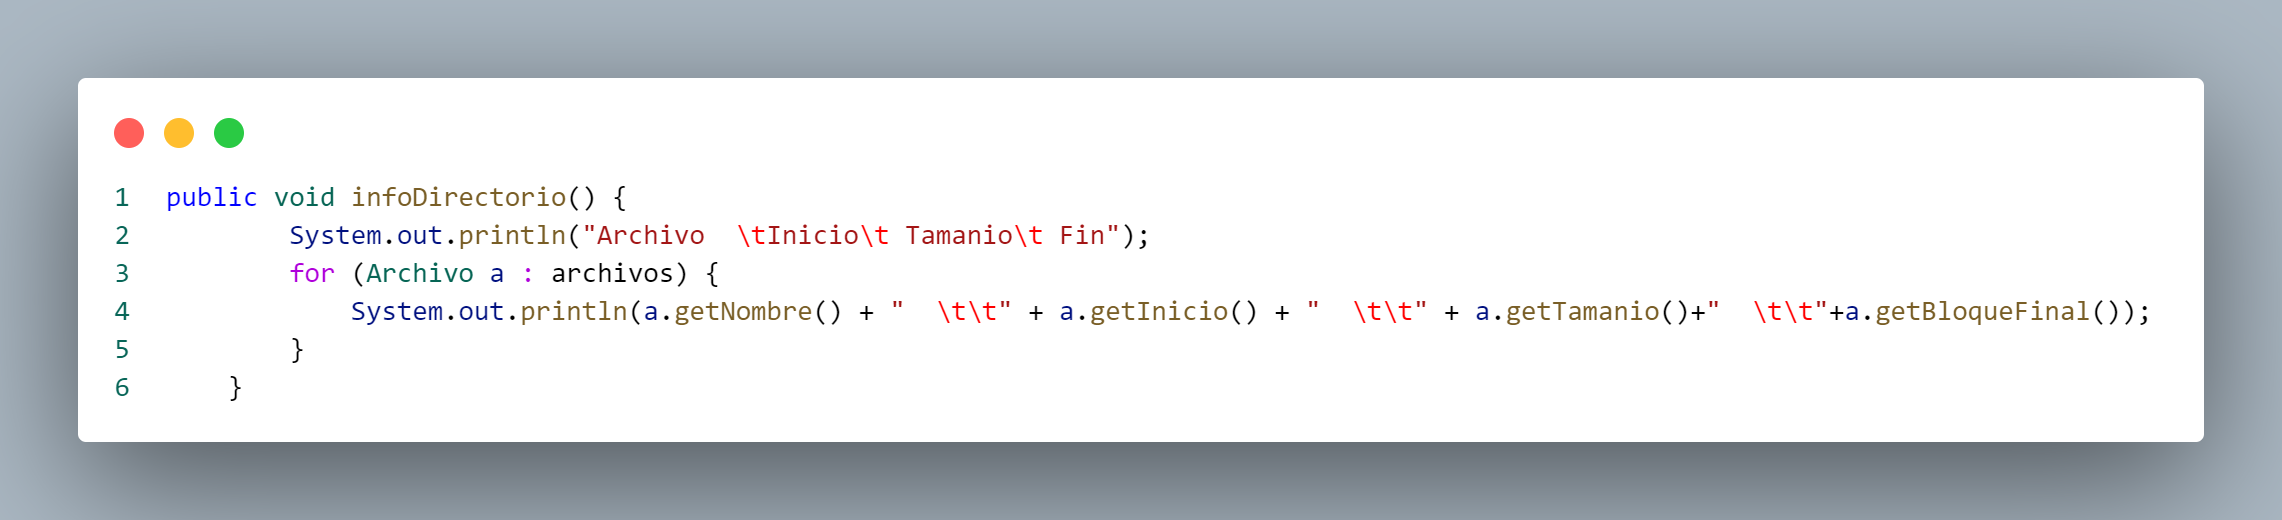 1 public void infoDirectorio() {
2         System.out.println("Archivo  \tInicio\t Tamanio\t Fin");
3         for (Archivo a : archivos) {
4             System.out.println(a.getNombre() + "  \t\t" + a.getInicio() + "  \t\t" + a.getTamanio()+"  \t\t"+a.getBloqueFinal());
5         }
6     }